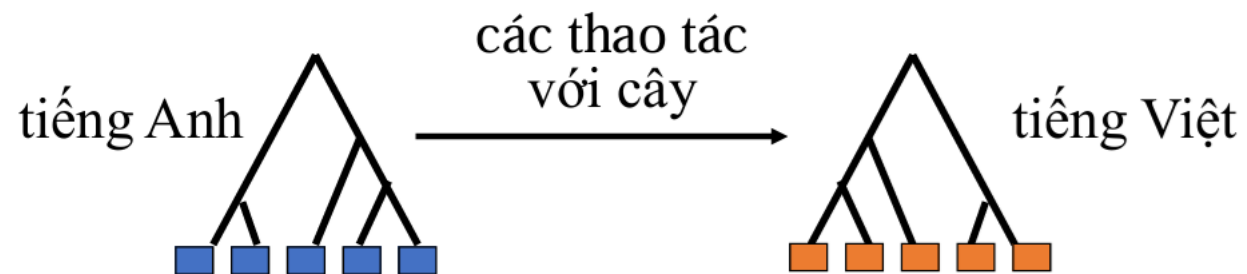 các thao tác
với cây
tiếng Anh
tiếng Việt